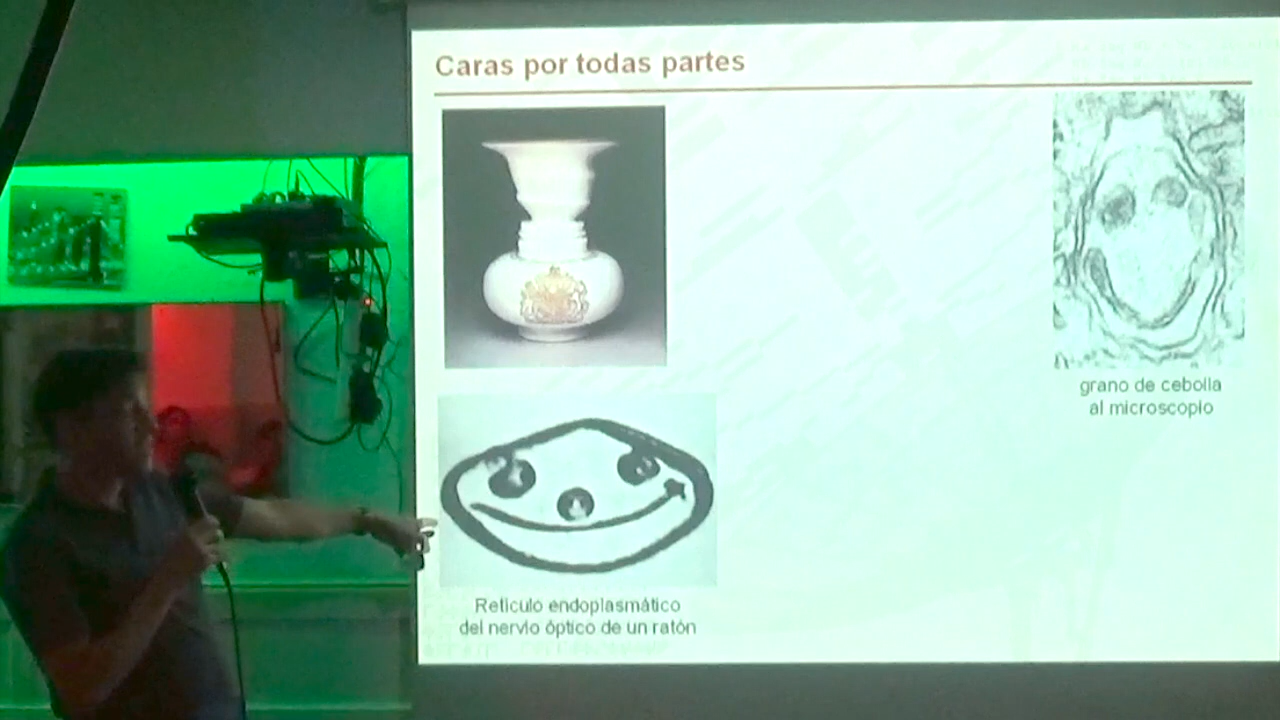 Caras por todas partes
grano de cebolla
al microscopio
Retículo endoplasmático
del nervio óptico de un ratón